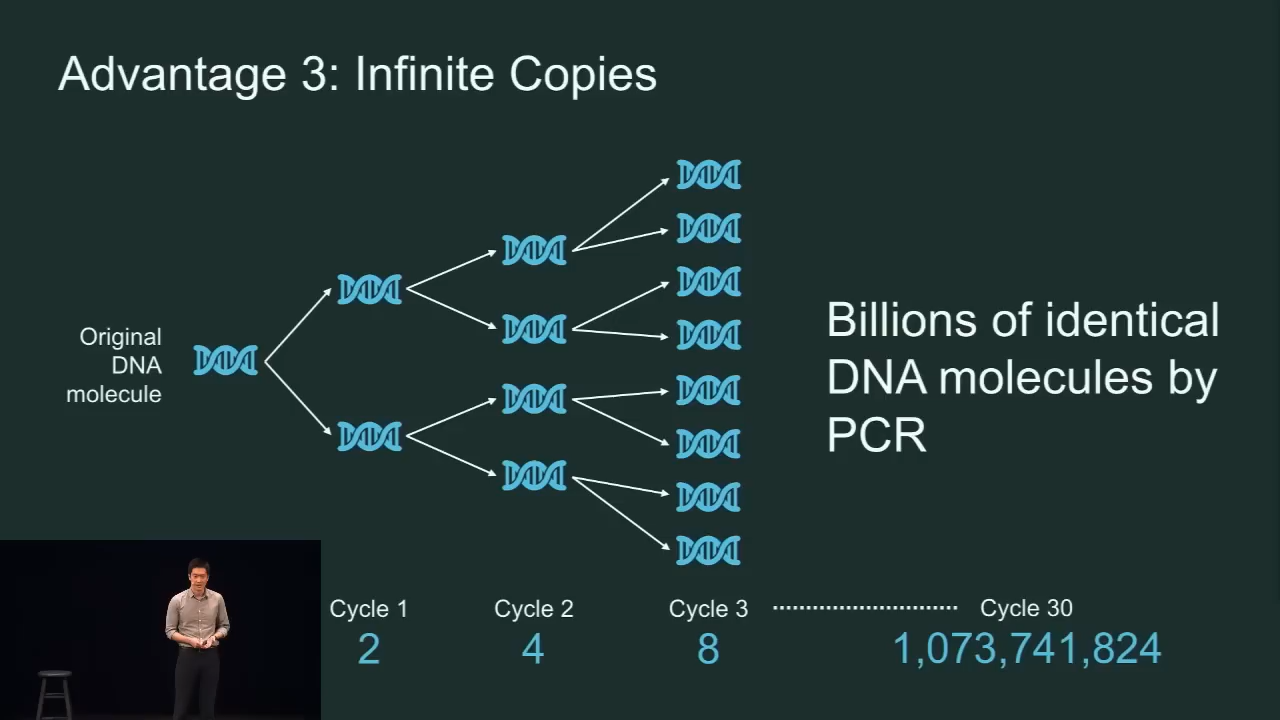 Advantage 3: Infinite Copies
Original
DNA
molecule
Billions of identical
DNA molecules by
PCR
Cycle 1
Cycle 2
Cycle 3
Cycle 30
2
4
8
1,073,741,824